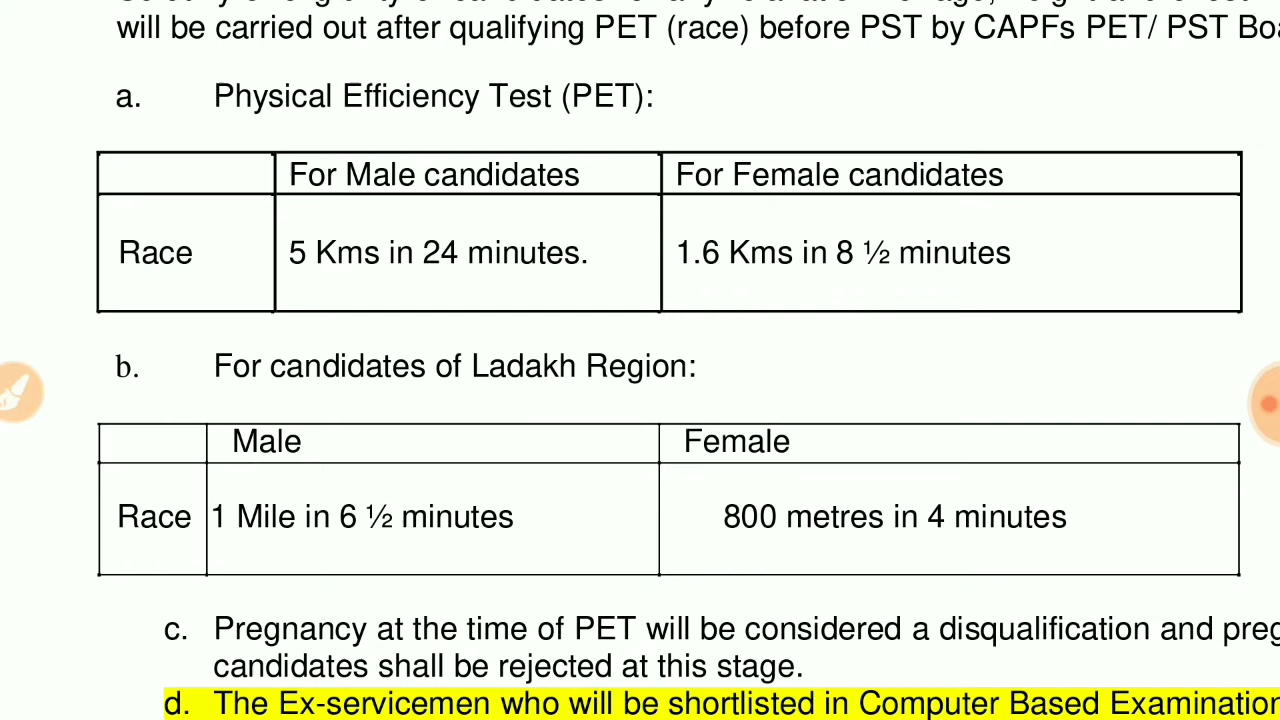 will be carried out after qualifying PET (race) before PST by CAPFs PET/ PST
a. Physical Efficiency Test (PET):
For Male candidates For Female candidates
Race 5 Kms in 24 minutes. 1.6 Kms in 8 ½ minutes
b. For candidates of Ladakh Region:
Male Female
Race 1 Mile in 6 ½ minutes 800 metres in 4 minutes
c. Pregnancy at the time of PET will be considered a disqualification and
candidates shall be rejected at this stage.
d. The Ex-servicemen who will be shortlisted in Computer Based Examination